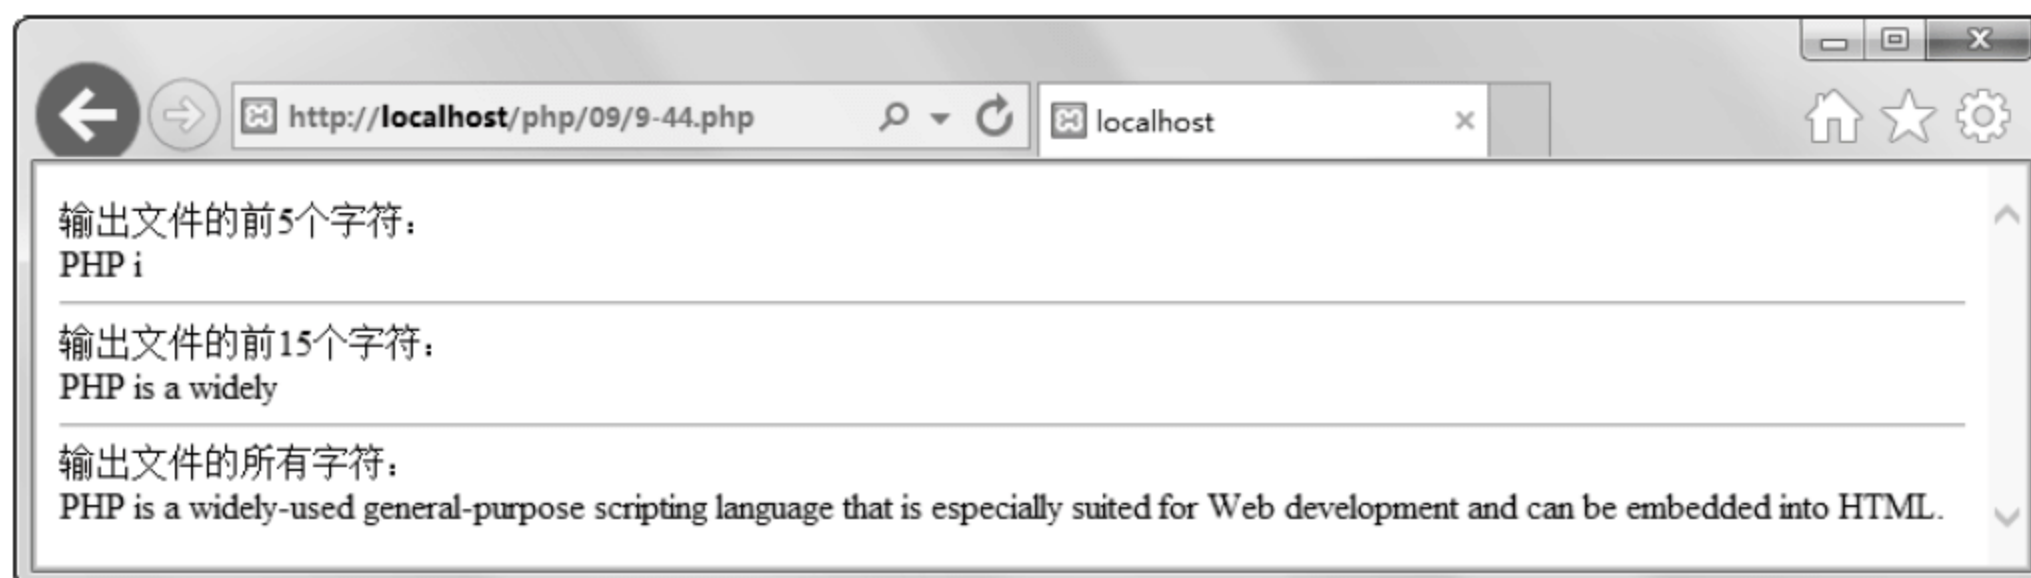 http://localhost/php/09/9-44.php
localhost
输出文件的前5个字符：
PHP i
输出文件的前15个字符：
PHP is a widely
输出文件的所有字符：
PHP is a widely-used general-purpose scripting language that is especially suited for Web development and can be embedded into HTML.